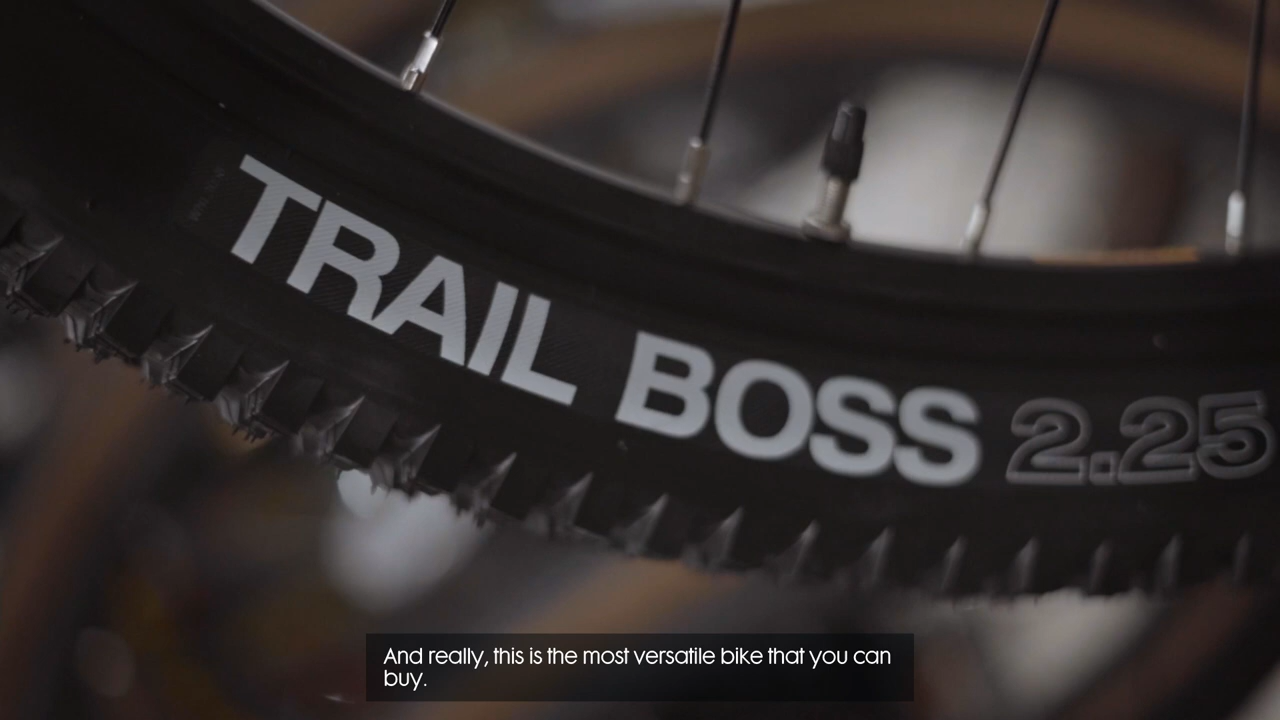 TRAIL BOSS 2.25
And really, this is the most versatile bike that you can
buy.